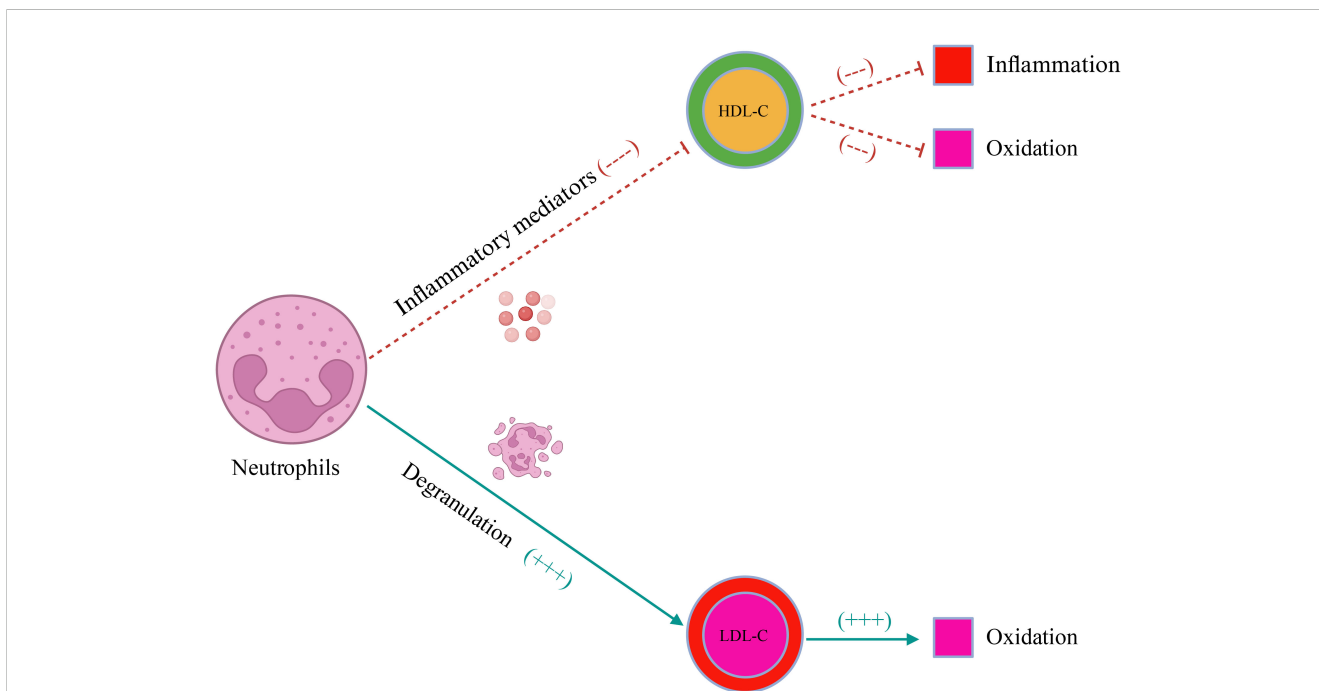 HDL-C
(---)
Inflammation
(---)
Oxidation
Inflammatory mediators (---)
Neutrophils
Degranulation (+++)
LDL-C
(+++)
Oxidation